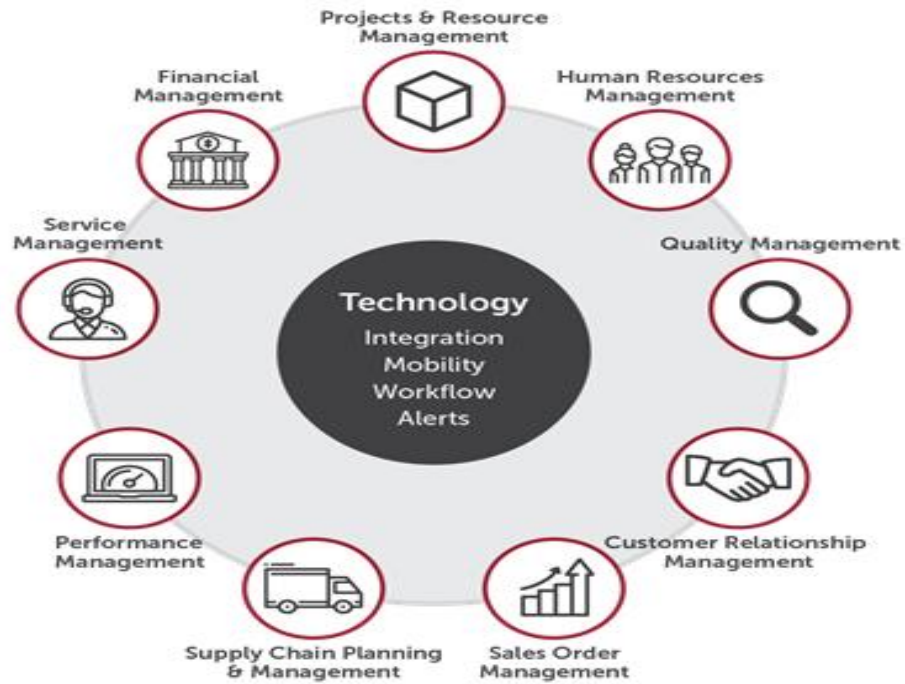 Projects & Resource
Management
Financial
Management
Human Resources
Management
Service
Management
Quality Management
Technology
Integration
Mobility
Workflow
Alerts
Performance
Management
Customer Relationship
Management
Supply Chain Planning
& Management
Sales Order
Management